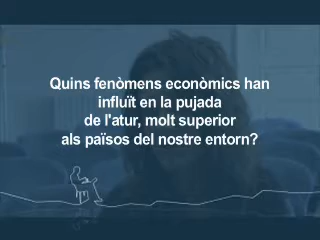 Quins fenòmens econòmics han
influït en la pujada
de l'atur, molt superior
als països del nostre entorn?